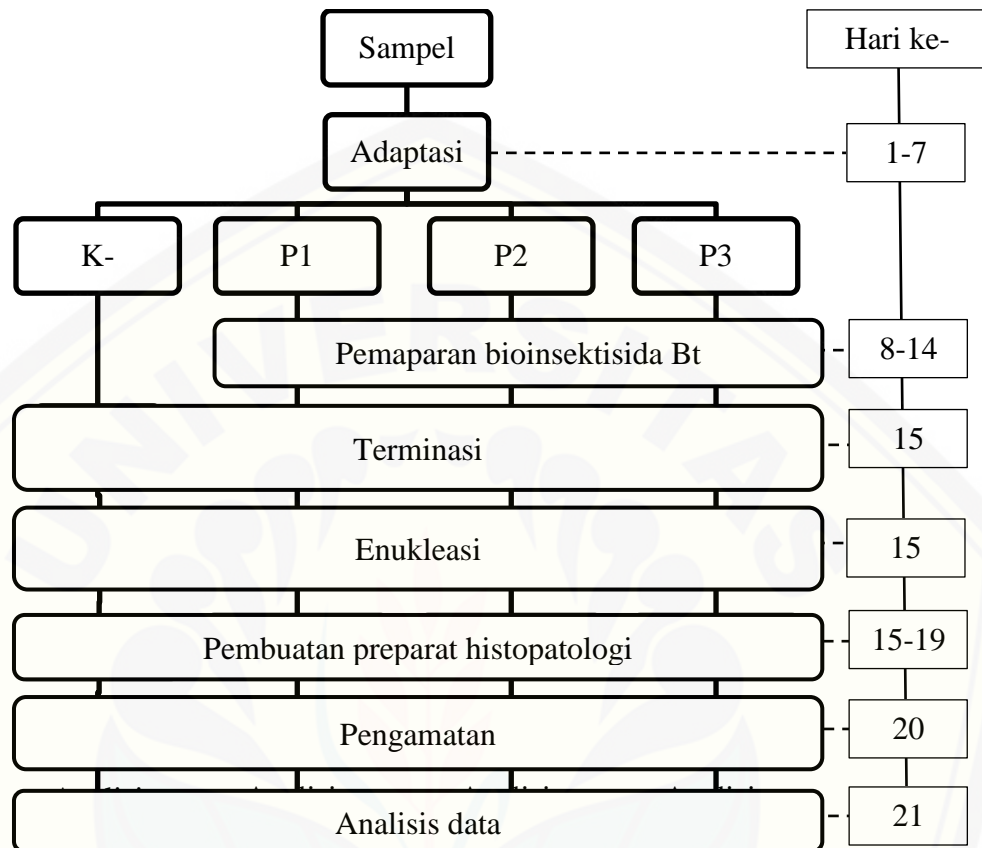 Sampel
Hari ke-
Adaptasi
1-7
K-
P1
P2
P3
Pemaparan bioinsektisida Bt
8-14
Terminasi
15
Enukleasi
15
Pembuatan preparat histopatologi
15-19
Pengamatan
20
Analisis data
21
UNIVERSITAS